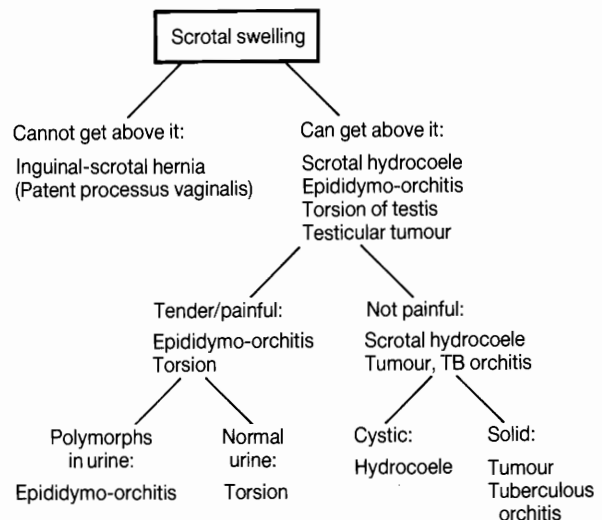 Scrotal swelling
Cannot get above it:
Inguinal-scrotal hernia
(Patent processus vaginalis)
Can get above it:
Scrotal hydrocoele
Epididymo-orchitis
Torsion of testis
Testicular tumour
Tender/painful:
Epididymo-orchitis
Torsion
Not painful:
Scrotal hydrocoele
Tumour, TB orchitis
Polymorphs
in urine:
Epididymo-orchitis
Normal
urine:
Torsion
Cystic:
Hydrocoele
Solid:
Tumour
Tuberculous
orchitis